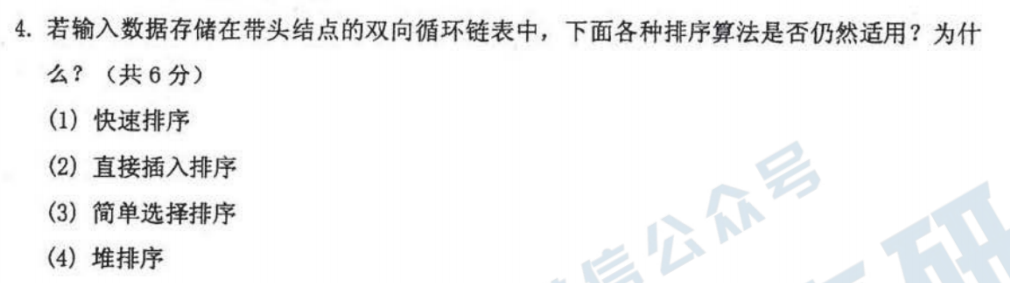 4. 若输入数据存储在带头结点的双向循环链表中，下面各种排序算法是否仍然适用？为什
么？（共 6 分）
(1) 快速排序
(2) 直接插入排序
(3) 简单选择排序
(4) 堆排序
信公众号
研